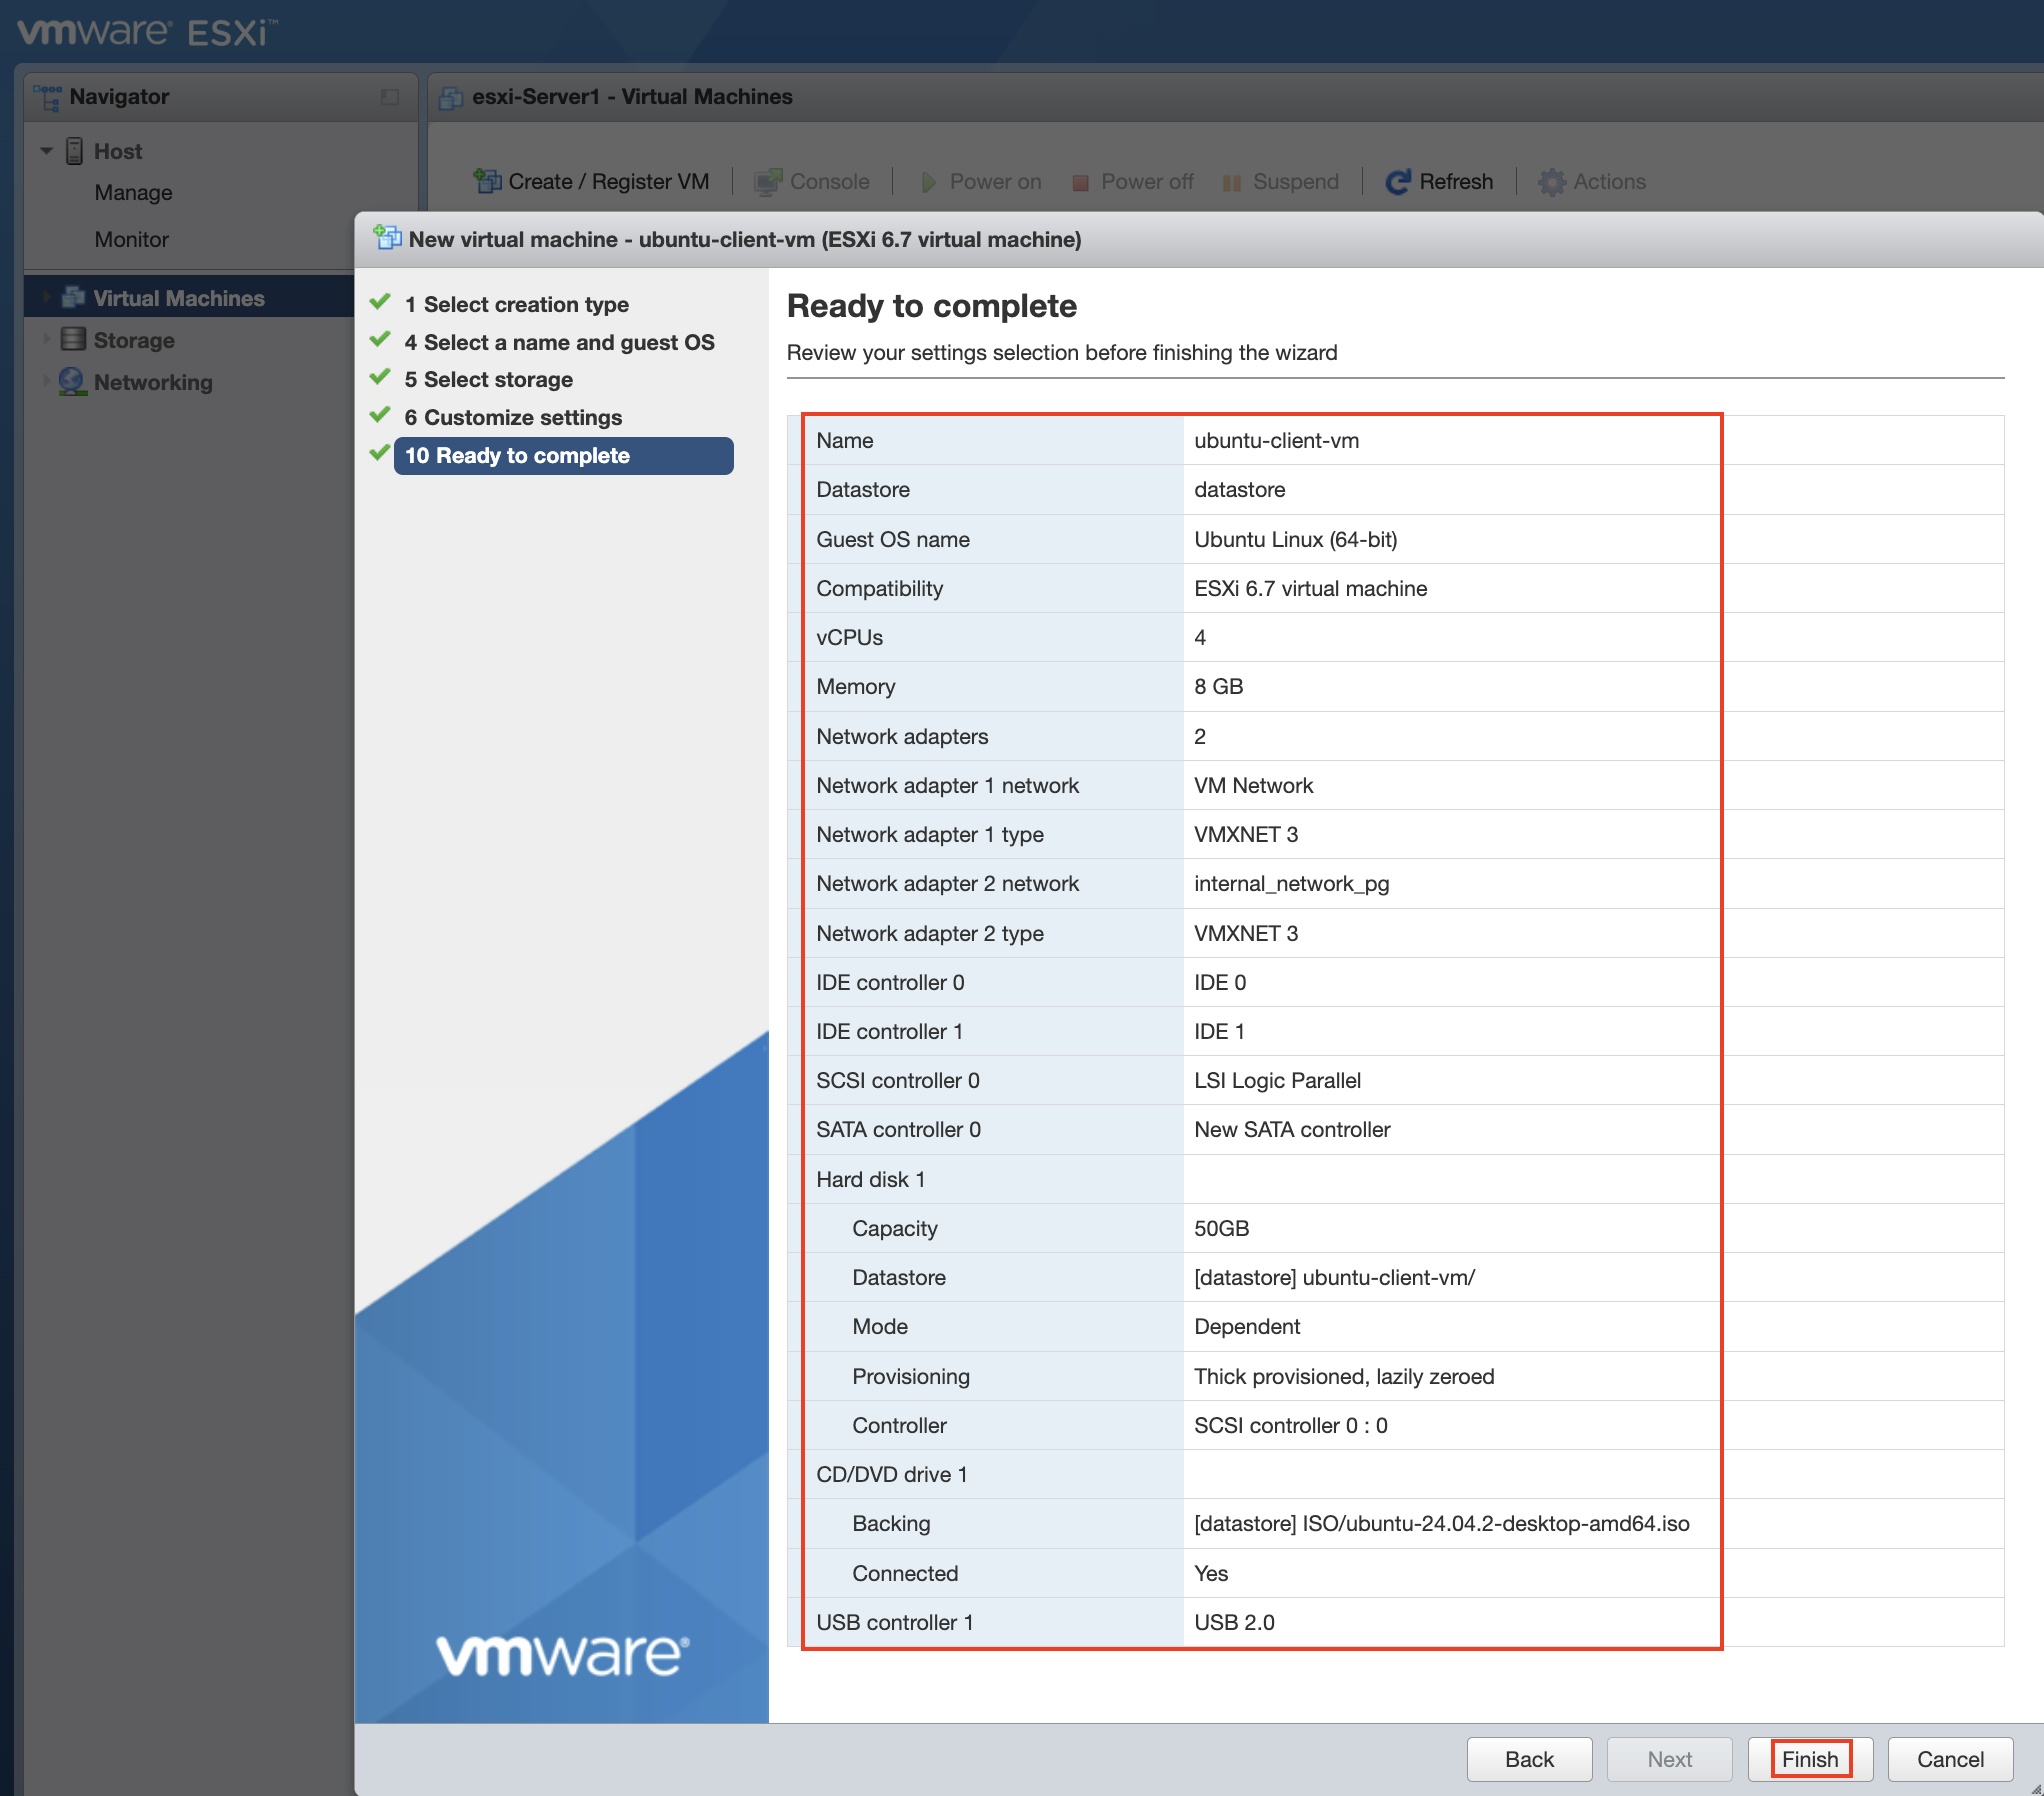 vmware® ESXi™
Navigator
esxi-Server1 - Virtual Machines
Host
Manage
Monitor
Virtual Machines
Storage
Networking
Create / Register VM
Console
Power on
Power off
Suspend
Refresh
Actions
New virtual machine - ubuntu-client-vm (ESXi 6.7 virtual machine)
1 Select creation type
4 Select a name and guest OS
5 Select storage
6 Customize settings
10 Ready to complete
Ready to complete
Review your settings selection before finishing the wizard
Name ubuntu-client-vm
Datastore datastore
Guest OS name Ubuntu Linux (64-bit)
Compatibility ESXi 6.7 virtual machine
vCPUs 4
Memory 8 GB
Network adapters 2
Network adapter 1 network VM Network
Network adapter 1 type VMXNET 3
Network adapter 2 network internal_network_pg
Network adapter 2 type VMXNET 3
IDE controller 0 IDE 0
IDE controller 1 IDE 1
SCSI controller 0 LSI Logic Parallel
SATA controller 0 New SATA controller
Hard disk 1
Capacity 50GB
Datastore [datastore] ubuntu-client-vm/
Mode Dependent
Provisioning Thick provisioned, lazily zeroed
Controller SCSI controller 0 : 0
CD/DVD drive 1
Backing [datastore] ISO/ubuntu-24.04.2-desktop-amd64.iso
Connected Yes
USB controller 1 USB 2.0
vmware®
Back
Next
Finish
Cancel